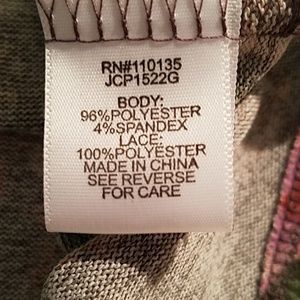 RN#110135
JCP1522G
BODY:
96%POLYESTER
4%SPANDEX
LACE:
100%POLYESTER
MADE IN CHINA
SEE REVERSE
FOR CARE